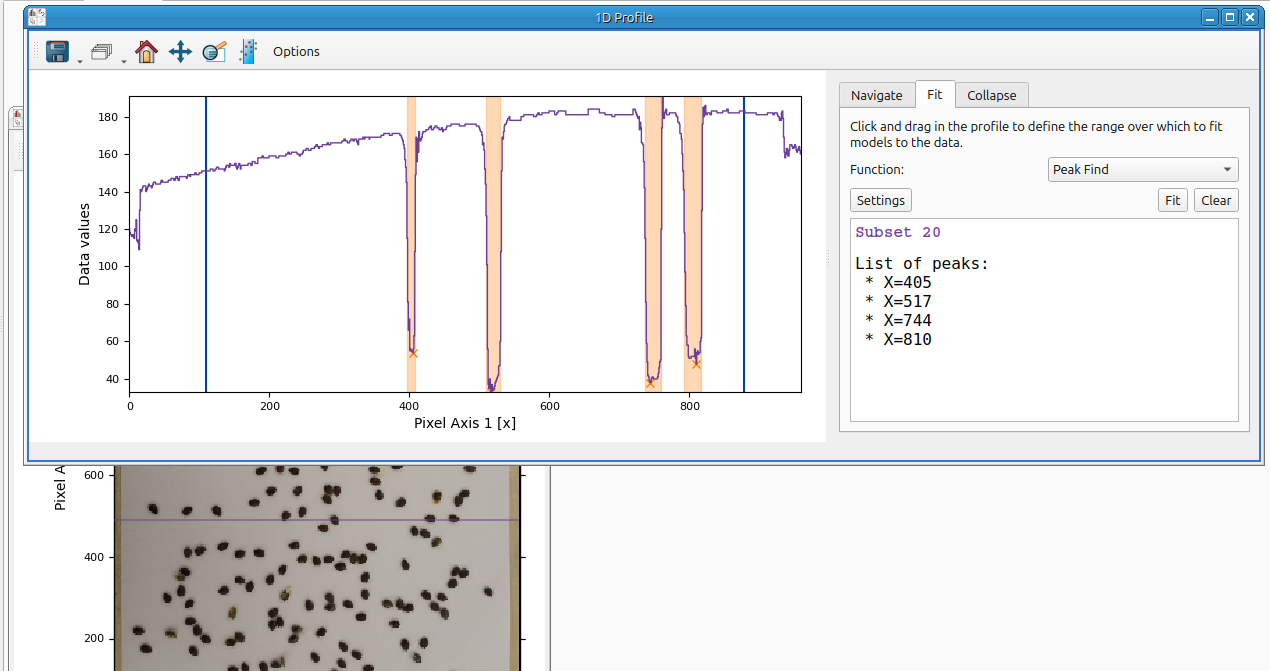 1D Profile
Options
180
160
140
120
100
80
60
40
Data values
0
200
400
600
800
Pixel Axis 1 [x]
Navigate
Fit
Collapse
Click and drag in the profile to define the range over which to fit
models to the data.
Function:
Peak Find
Settings
Fit
Clear
Subset 20
List of peaks:
* X=405
* X=517
* X=744
* X=810
Pixel A
600
400
200